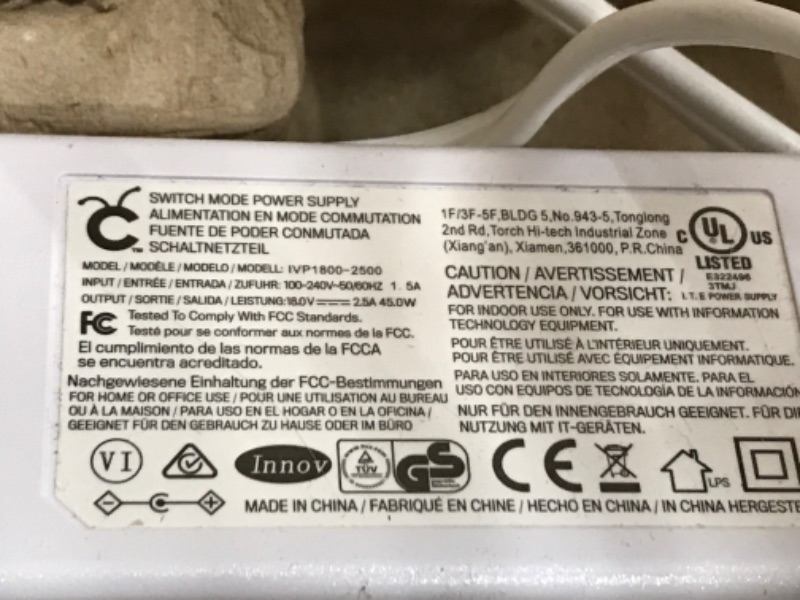 SWITCH MODE POWER SUPPLY
ALIMENTATION EN MODE COMMUTATION
FUENTE DE PODER CONMUTADA
SCHALTNETZTEIL
C
TM
MODEL / MODÈLE / MODELO / MODELL: IVP1800-2500
INPUT / ENTRÉE / ENTRADA / ZUFUHR: 100-240V~50/60HZ 1.5A
OUTPUT / SORTIE / SALIDA / LEISTUNG: 18.0V 2.5A 45.0W
FC Tested To Comply With FCC Standards.
Testé pour se conformer aux normes de la FCC.
El cumplimiento de las normas de la FCCA
se encuentra acreditado.
Nachgewiesene Einhaltung der FCC-Bestimmungen
FOR HOME OR OFFICE USE / POUR UNE UTILISATION AU BUREAU
OU À LA MAISON / PARA USO EN EL HOGAR O EN LA OFICINA /
GEEIGNET FÜR DEN GEBRAUCH ZU HAUSE ODER IM BÜRO
1F/3F-5F,BLDG 5,No.943-5,Tonglong
2nd Rd,Torch Hi-tech Industrial Zone
(Xiang'an), Xiamen,361000, P.R.China
C UL US
LISTED
E322496
3TMJ
I.T.E POWER SUPPLY
CAUTION / AVERTISSEMENT /
ADVERTENCIA / VORSICHT:
FOR INDOOR USE ONLY. FOR USE WITH INFORMATION
TECHNOLOGY EQUIPMENT.
POUR ÊTRE UTILISÉ À L'INTÉRIEUR UNIQUEMENT.
POUR ÊTRE UTILISÉ AVEC ÉQUIPEMENT INFORMATIQUE.
PARA USO EN INTERIORES SOLAMENTE. PARA EL
USO CON EQUIPOS DE TECNOLOGÍA DE LA INFORMACIÓN
NUR FÜR DEN INNENGEBRAUCH GEEIGNET. FÜR DI
NUTZUNG MIT IT-GERÄTEN.
VI Innov TÜV GS CE LPS
MADE IN CHINA / FABRIQUÉ EN CHINE / HECHO EN CHINA / IN CHINA HERGESTE